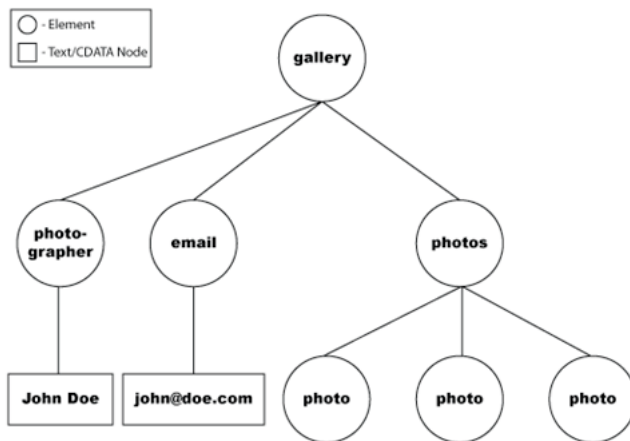 - Element
- Text/CDATA Node
gallery
photo-
grapher
email
photos
John Doe
john@doe.com
photo
photo
photo